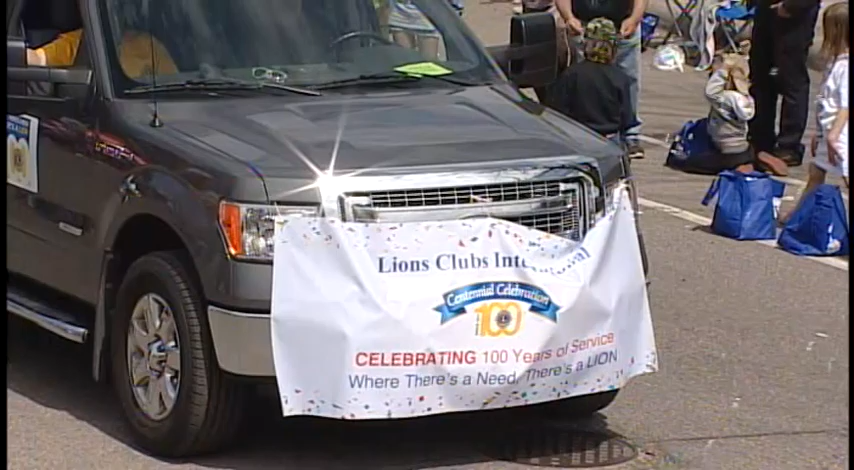 Lions Clubs International
Centennial Celebration
100
CELEBRATING 100 Years of Service
Where There's a Need, There's a LION